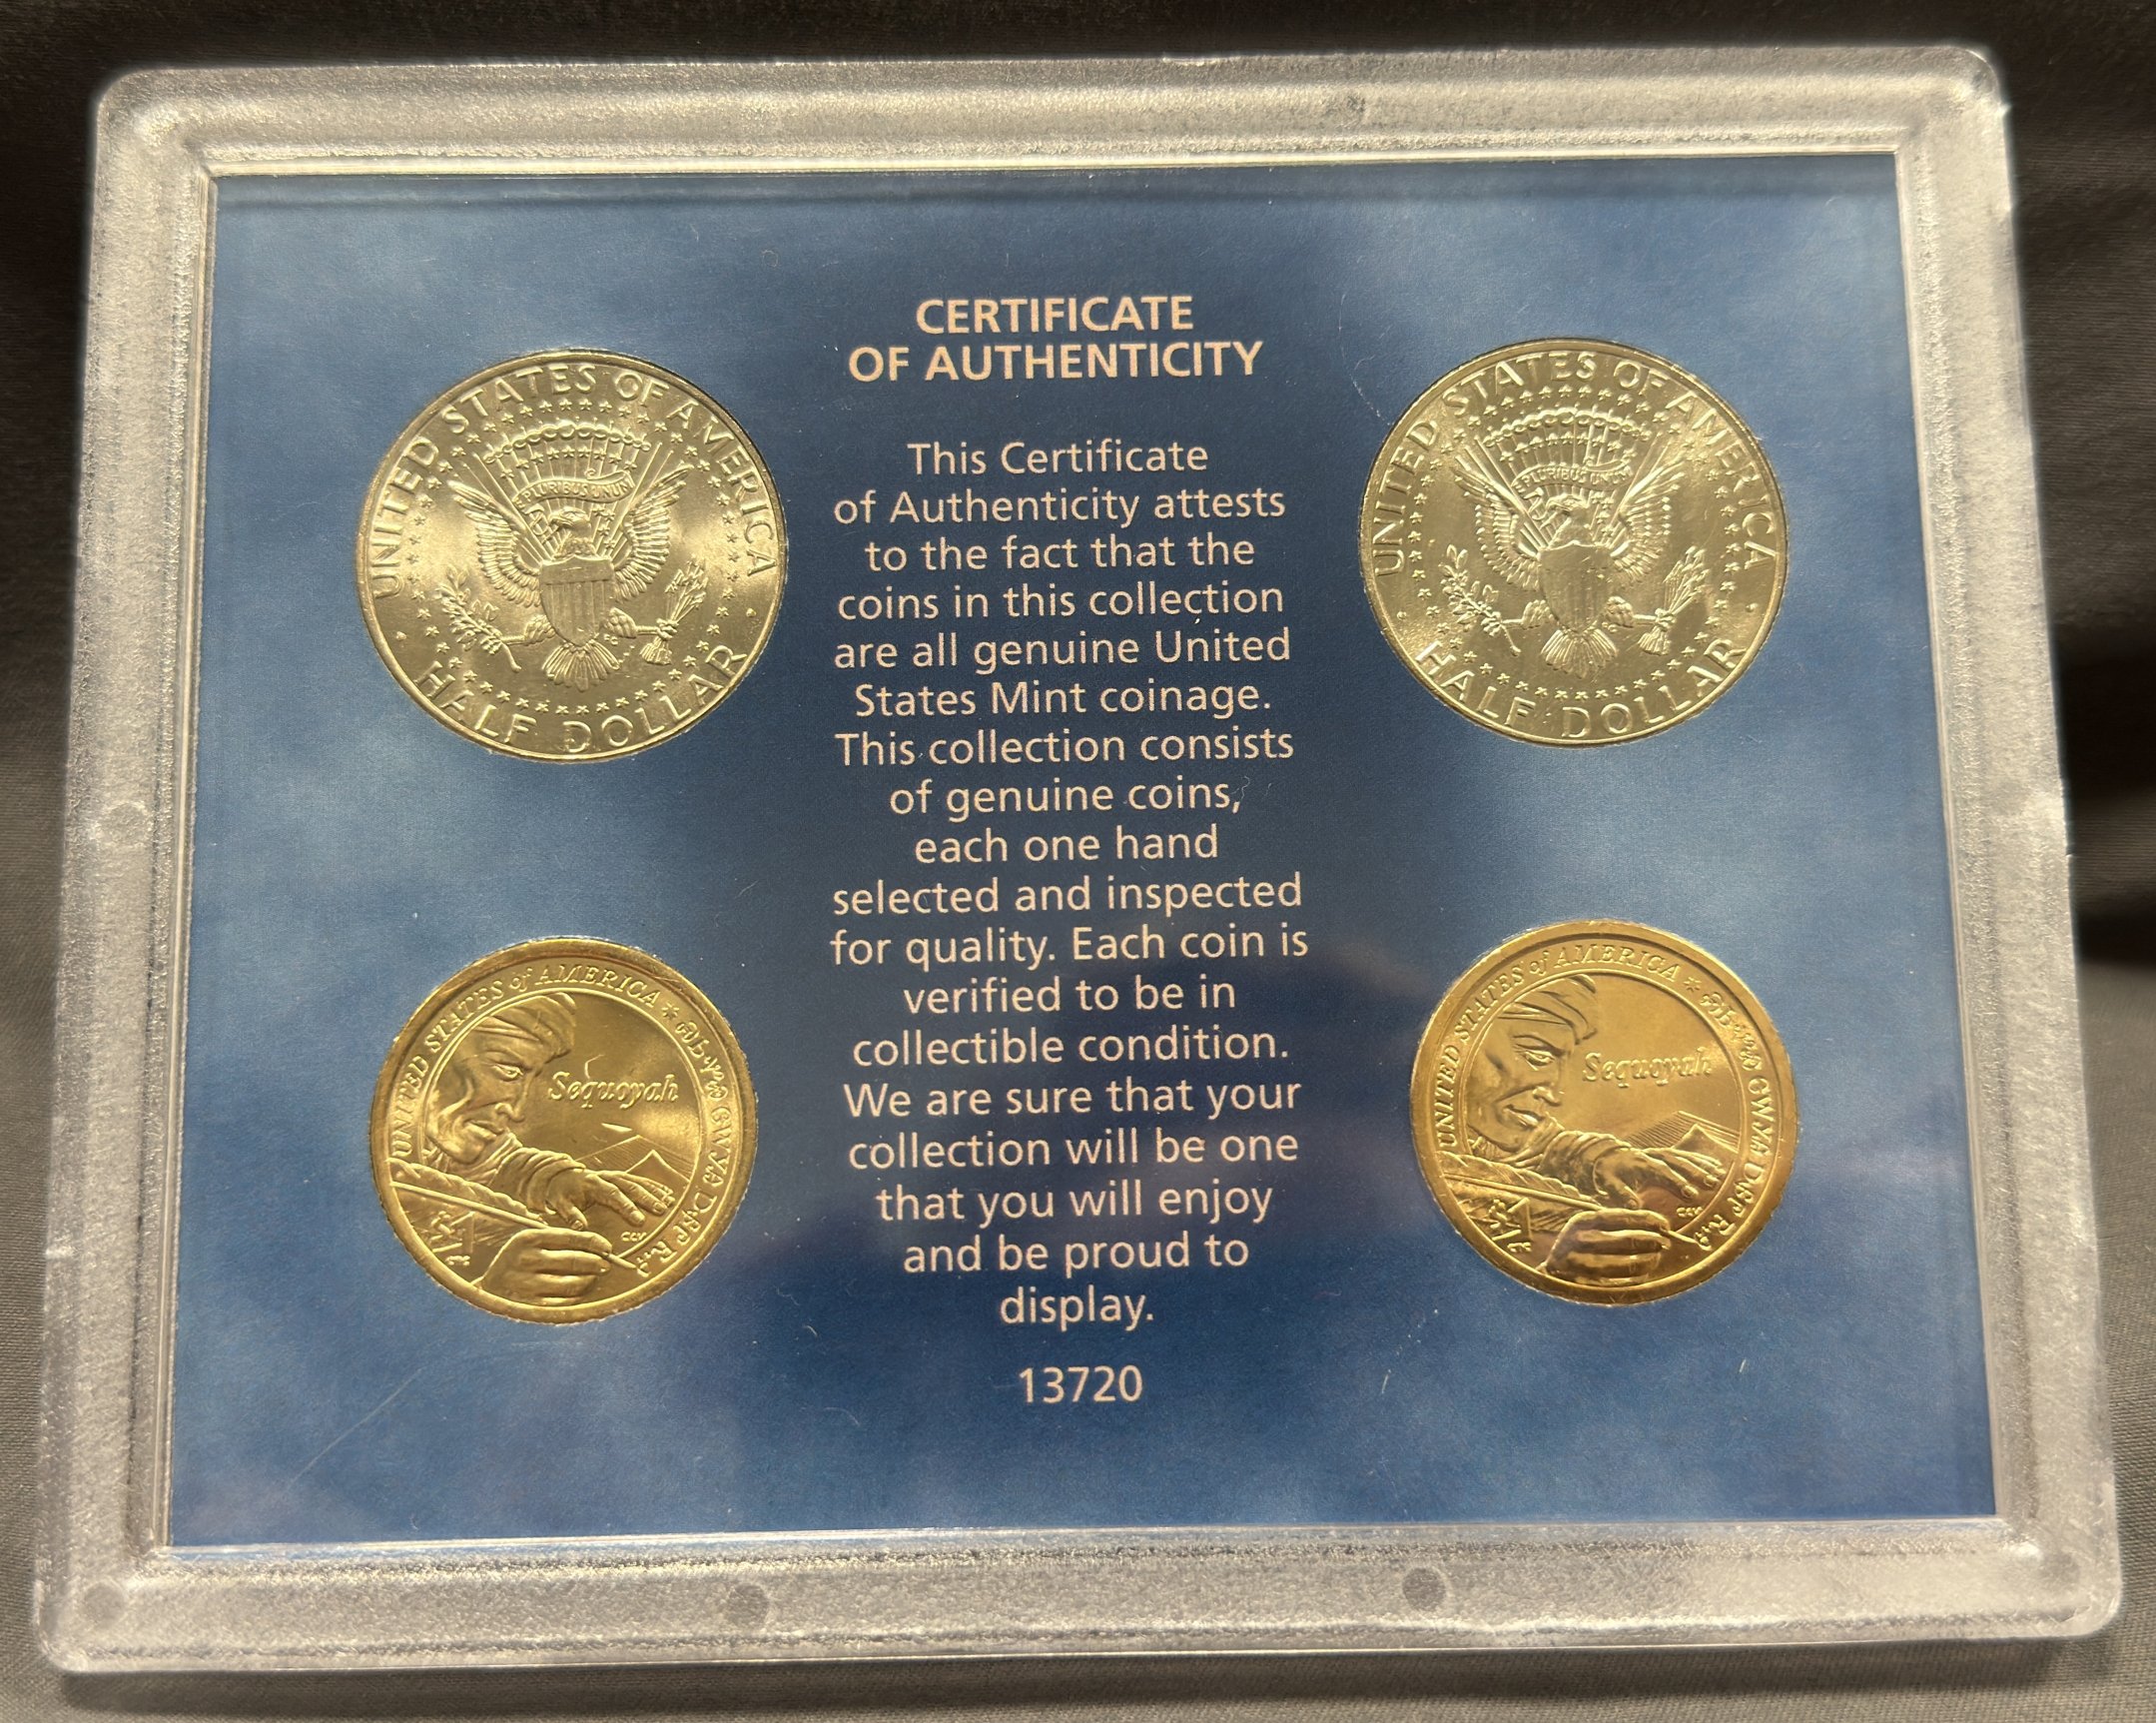 CERTIFICATE
OF AUTHENTICITY
This Certificate
of Authenticity attests
to the fact that the
coins in this collection
are all genuine United
States Mint coinage.
This collection consists
of genuine coins,
each one hand
selected and inspected
for quality. Each coin is
verified to be in
collectible condition.
We are sure that your
collection will be one
that you will enjoy
and be proud to
display.
13720
UNITED STATES OF AMERICA
E PLURIBUS UNUM
HALF DOLLAR
UNITED STATES OF AMERICA
E PLURIBUS UNUM
HALF DOLLAR
UNITED STATES of AMERICA
Sequoyah
UNITED STATES of AMERICA
Sequoyah